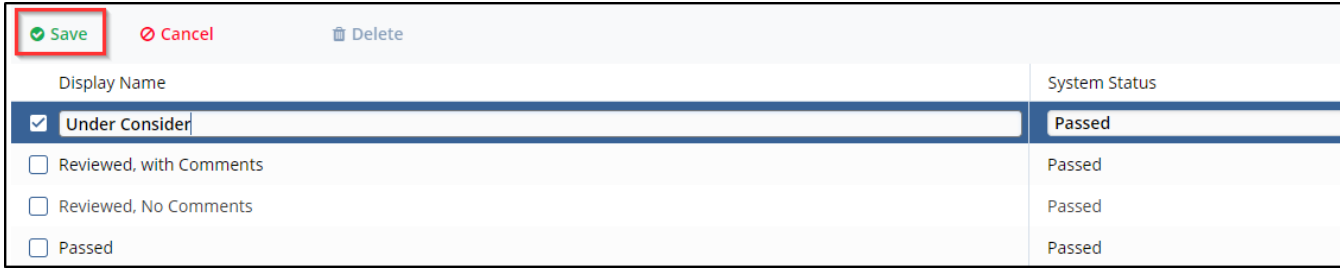 Save Cancel Delete
Display Name System Status
Under Consider Passed
Reviewed, with Comments Passed
Reviewed, No Comments Passed
Passed Passed